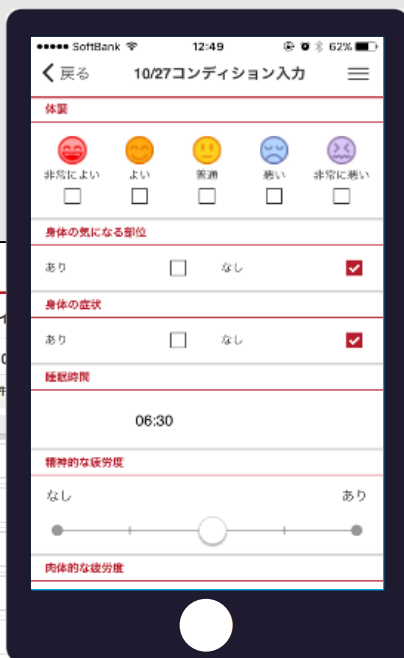 SoftBank 12:49 62%
戻る 10/27コンディション入力
体調
非常によい よい 普通 悪い 非常に悪い
身体の気になる部位
あり なし
身体の症状
あり なし
睡眠時間
06:30
精神的な疲労度
なし あり
肉体的な疲労度